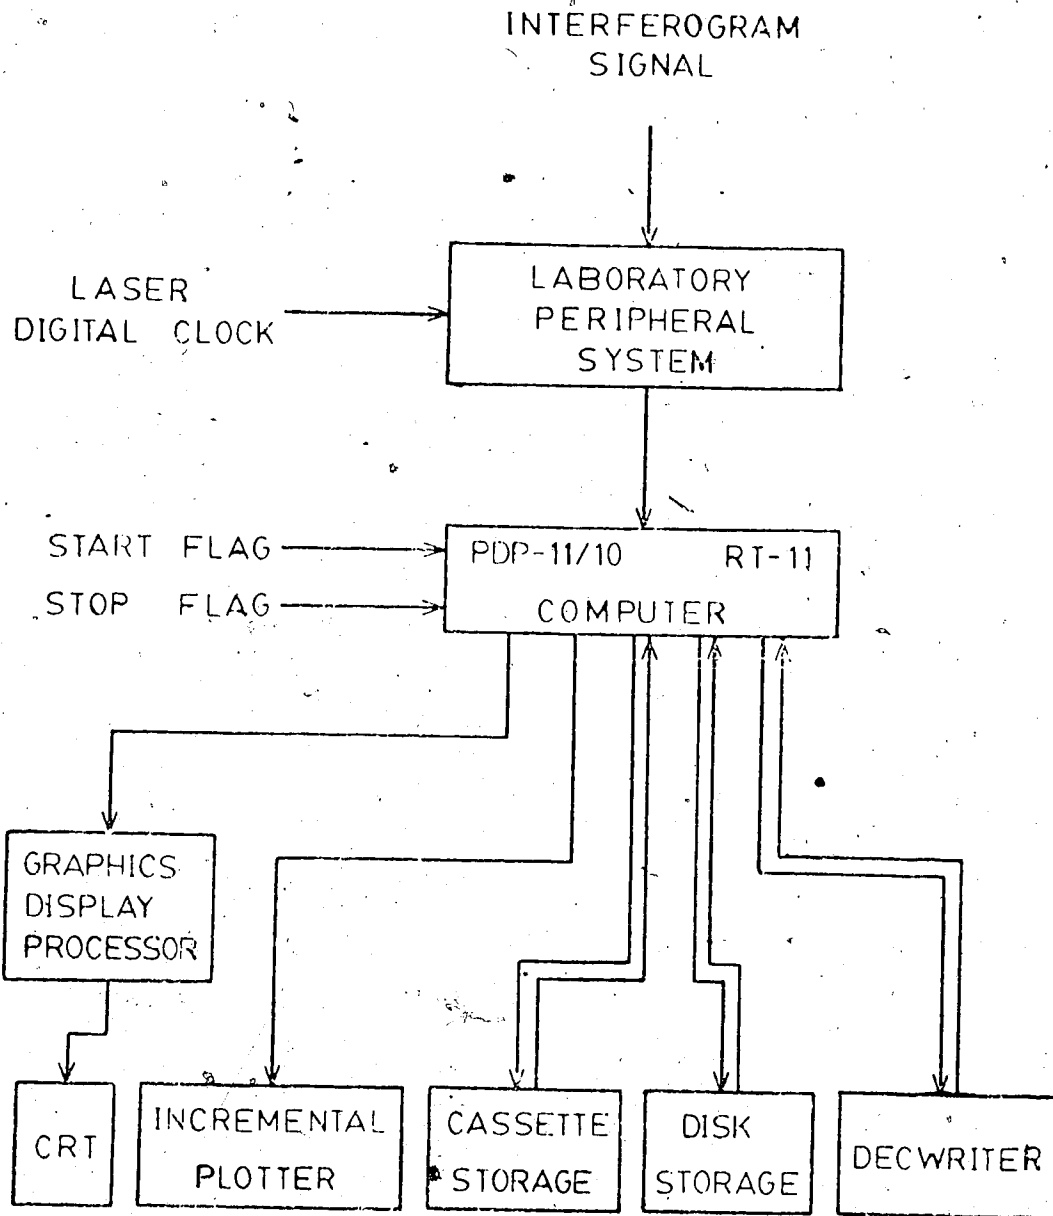 INTERFEROGRAM
SIGNAL
LASER
DIGITAL CLOCK
LABORATORY
PERIPHERAL
SYSTEM
START FLAG
STOP FLAG
PDP-11/10 RT-11
COMPUTER
GRAPHICS
DISPLAY
PROCESSOR
CRT
INCREMENTAL
PLOTTER
CASSETTE
STORAGE
DISK
STORAGE
DECWRITER